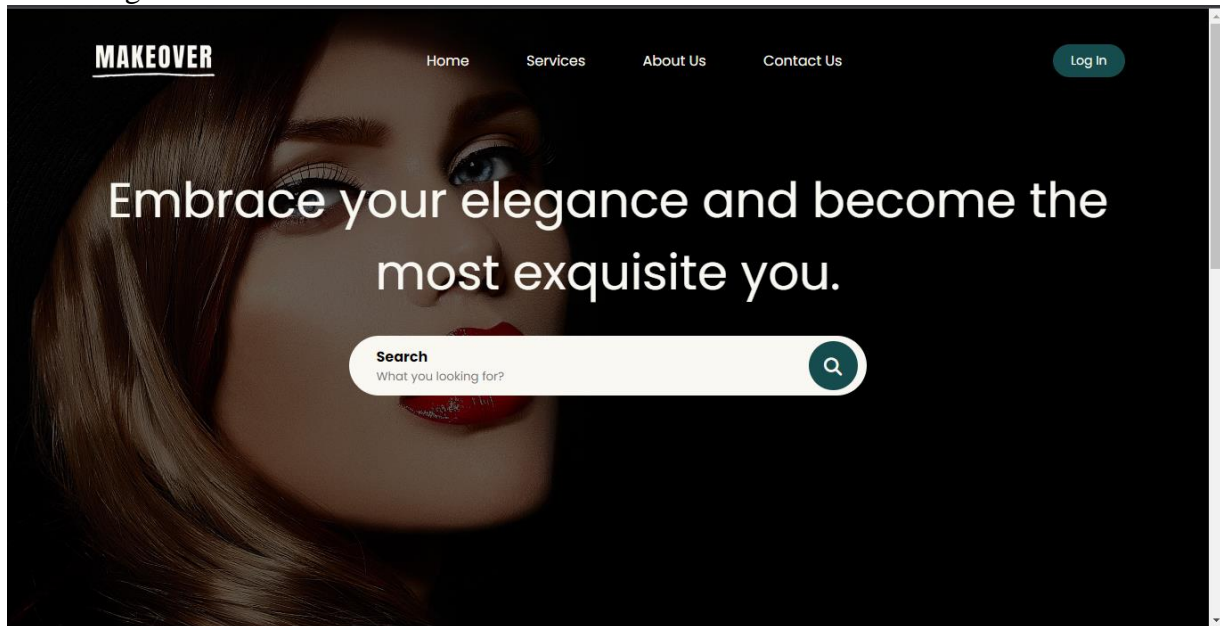 MAKEOVER
Home Services About Us Contact Us Log In
Embrace your elegance and become the
most exquisite you.
Search
What you looking for?